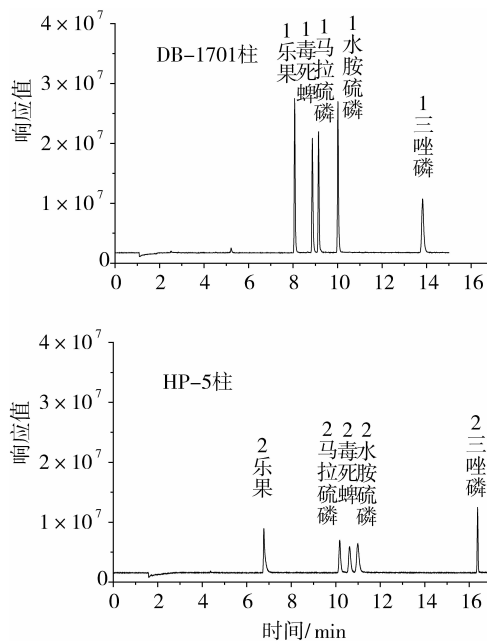 4×10⁷
3×10⁷
2×10⁷
1×10⁷
0
响应值
DB-1701柱
1乐果
1毒死蜱
1马拉硫磷
1水胺硫磷
1三唑磷
0 2 4 6 8 10 12 14 16
4×10⁷
3×10⁷
2×10⁷
1×10⁷
0
响应值
HP-5柱
2乐果
2马拉硫磷
2毒死蜱
2水胺硫磷
2三唑磷
0 2 4 6 8 10 12 14 16
时间/min